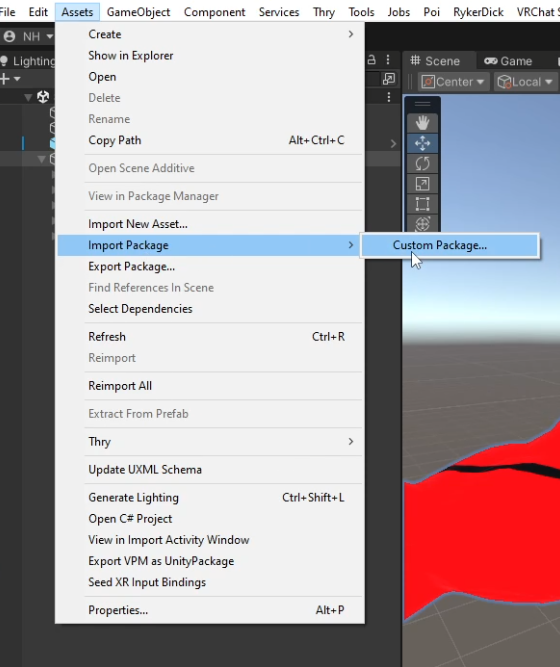 File Edit Assets GameObject Component Services Thry Tools Jobs Poi RykerDick VRChat S
NH
Lighting
Scene
Game
Center
Local
Create
Show in Explorer
Open
Delete
Rename
Copy Path Alt+Ctrl+C
Open Scene Additive
View in Package Manager
Import New Asset...
Import Package
Custom Package...
Export Package...
Find References In Scene
Select Dependencies
Refresh Ctrl+R
Reimport
Reimport All
Extract From Prefab
Thry
Update UXML Schema
Generate Lighting Ctrl+Shift+L
Open C# Project
View in Import Activity Window
Export VPM as UnityPackage
Seed XR Input Bindings
Properties... Alt+P